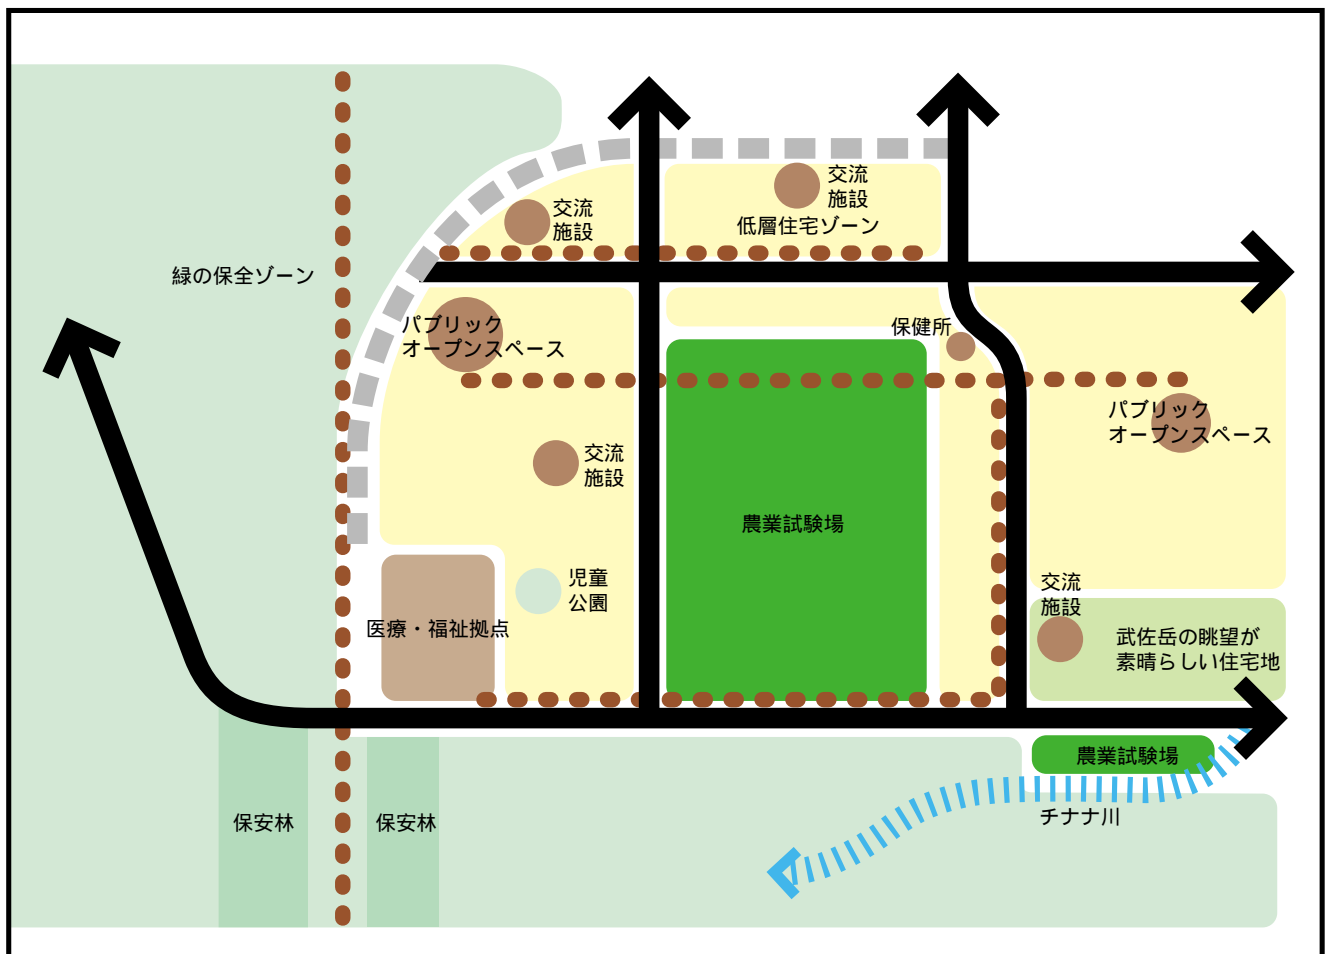 交流
施設
低層住宅ゾーン
交流
施設
緑の保全ゾーン
パブリック
オープンスペース
保健所
パブリック
オープンスペース
交流
施設
農業試験場
児童
公園
交流
施設
医療・福祉拠点
武佐岳の眺望が
素晴らしい住宅地
農業試験場
チナナ川
保安林
保安林